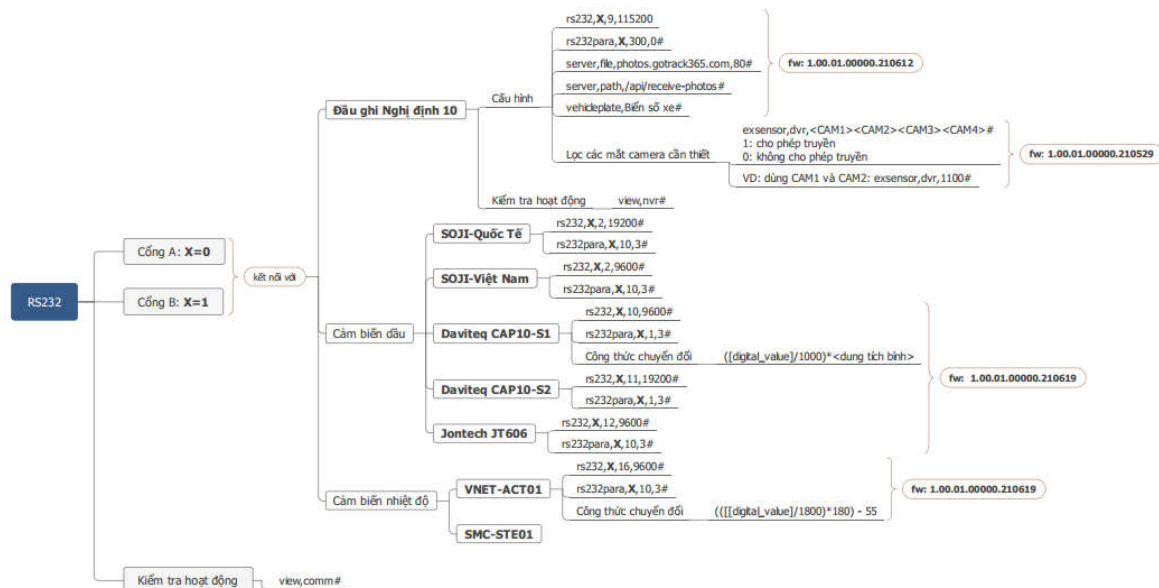 RS232
Cổng A: X=0
Cổng B: X=1
kết nối với
Đầu ghi Nghị định 10
Cấu hình
rs232,X,9,115200
rs232para,X,300,0#
server,file,photos.gotrack365.com,80#
server,path,/api/receive-photos#
vehicleplate,Biển số xe#
fw: 1.00.01.00000.210612
Lọc các mắt camera cần thiết
exsensor,dvr,<CAM1><CAM2><CAM3><CAM4>#
1: cho phép truyền
0: không cho phép truyền
VD: dùng CAM1 và CAM2: exsensor,dvr,1100#
fw: 1.00.01.00000.210529
Kiểm tra hoạt động
view,nvr#
Cảm biến dầu
SOJI-Quốc Tế
rs232,X,2,19200#
rs232para,X,10,3#
SOJI-Việt Nam
rs232,X,2,9600#
rs232para,X,10,3#
Daviteq CAP10-S1
rs232,X,10,9600#
rs232para,X,1,3#
Công thức chuyển đổi
([digital_value]/1000)*<dung tích bình>
Daviteq CAP10-S2
rs232,X,11,19200#
rs232para,X,1,3#
Jontech JT606
rs232,X,12,9600#
rs232para,X,10,3#
fw: 1.00.01.00000.210619
Cảm biến nhiệt độ
VNET-ACT01
rs232,X,16,9600#
rs232para,X,10,3#
Công thức chuyển đổi
(([[digital_value]/1800)*180) - 55
fw: 1.00.01.00000.210619
SMC-STE01
Kiểm tra hoạt động
view,comm#